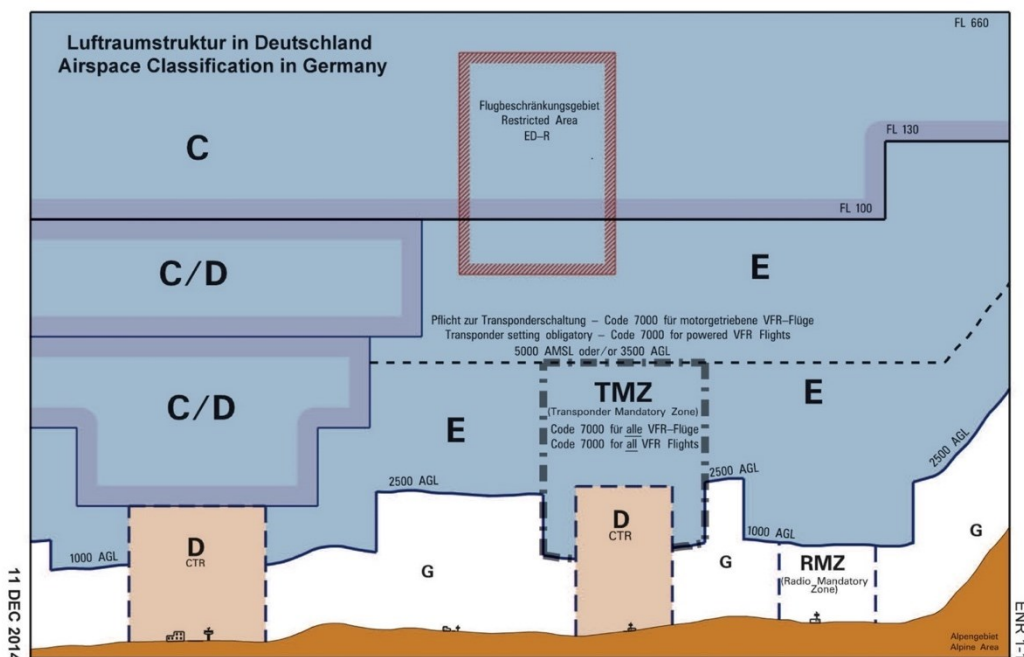 FL 660
Luftraumstruktur in Deutschland
Airspace Classification in Germany
Flugbeschränkungsgebiet
Restricted Area
ED–R
C
FL 130
FL 100
C/D
E
Pflicht zur Transponderschaltung – Code 7000 für motorgetriebene VFR–Flüge
Transponder setting obligatory – Code 7000 for powered VFR Flights
5000 AMSL oder/or 3500 AGL
C/D
E
TMZ
(Transponder Mandatory Zone)
Code 7000 für alle VFR–Flüge
Code 7000 for all VFR Flights
E
2500 AGL
2500 AGL
2500 AGL
1000 AGL
D
CTR
G
D
CTR
G
1000 AGL
RMZ
(Radio Mandatory
Zone)
G
Alpengebiet
Alpine Area
11 DEC 2014